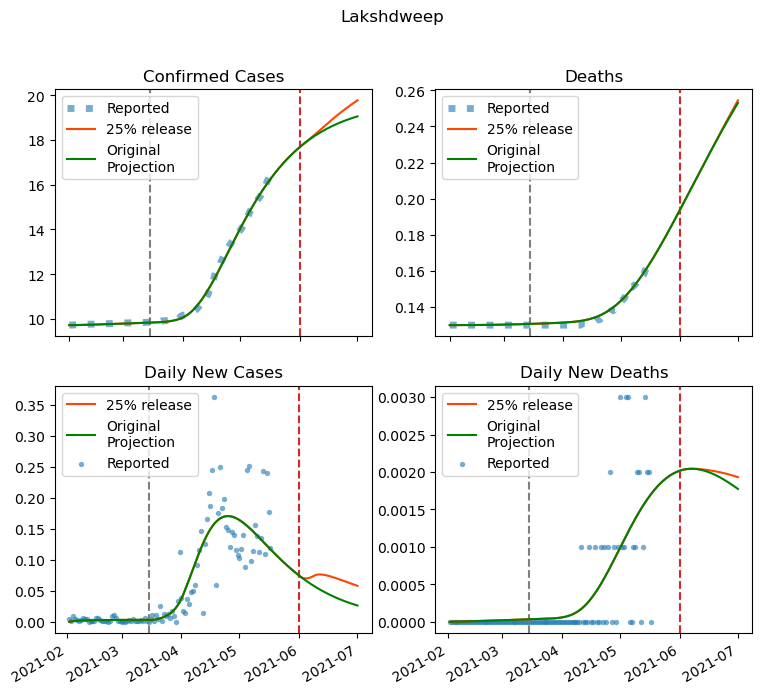 Lakshdweep
Confirmed Cases
Reported
25% release
Original
Projection
20
18
16
14
12
10
Deaths
Reported
25% release
Original
Projection
0.26
0.24
0.22
0.20
0.18
0.16
0.14
Daily New Cases
25% release
Original
Projection
Reported
0.35
0.30
0.25
0.20
0.15
0.10
0.05
0.00
2021-02
2021-03
2021-04
2021-05
2021-06
2021-07
Daily New Deaths
25% release
Original
Projection
Reported
0.0030
0.0025
0.0020
0.0015
0.0010
0.0005
0.0000
2021-02
2021-03
2021-04
2021-05
2021-06
2021-07